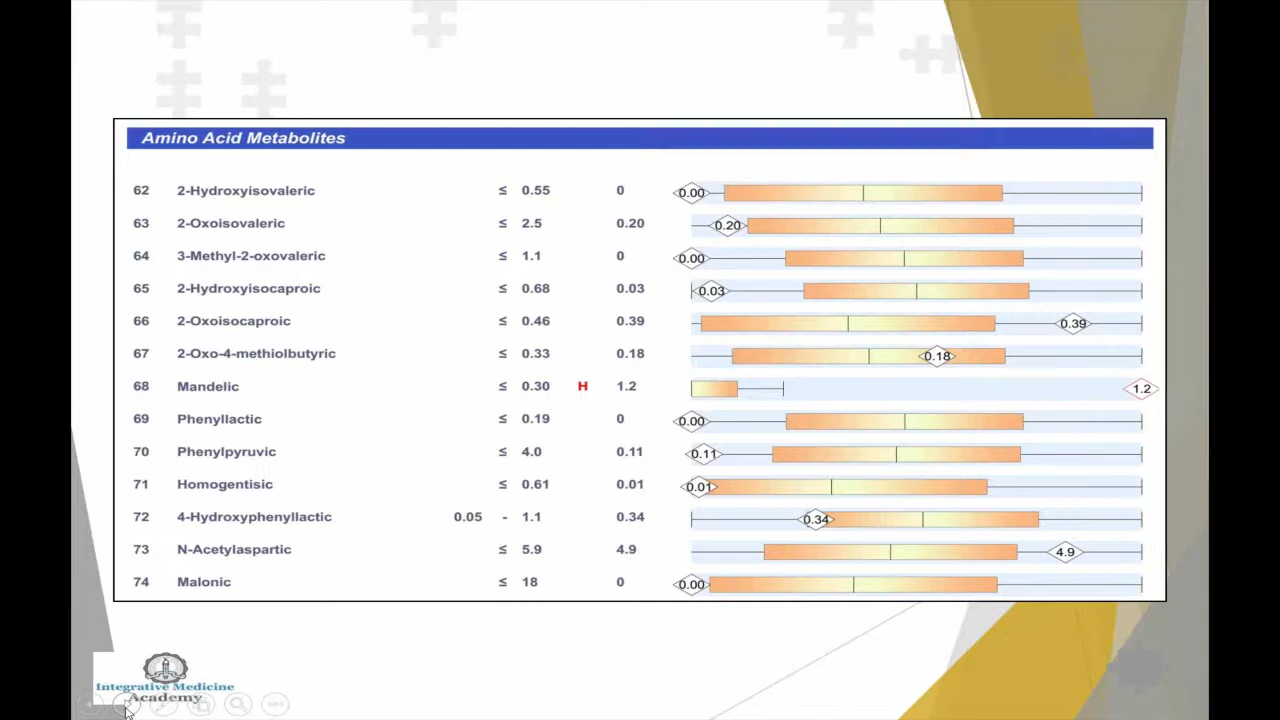 Amino Acid Metabolites
62 2-Hydroxyisovaleric ≤ 0.55 0 0.00
63 2-Oxoisovaleric ≤ 2.5 0.20 0.20
64 3-Methyl-2-oxovaleric ≤ 1.1 0 0.00
65 2-Hydroxyisocaproic ≤ 0.68 0.03 0.03
66 2-Oxoisocaproic ≤ 0.46 0.39 0.39
67 2-Oxo-4-methiolbutyric ≤ 0.33 0.18 0.18
68 Mandelic ≤ 0.30 H 1.2 1.2
69 Phenyllactic ≤ 0.19 0 0.00
70 Phenylpyruvic ≤ 4.0 0.11 0.11
71 Homogentisic ≤ 0.61 0.01 0.01
72 4-Hydroxyphenyllactic 0.05 - 1.1 0.34 0.34
73 N-Acetylaspartic ≤ 5.9 4.9 4.9
74 Malonic ≤ 18 0 0.00
Integrative Medicine
Academy